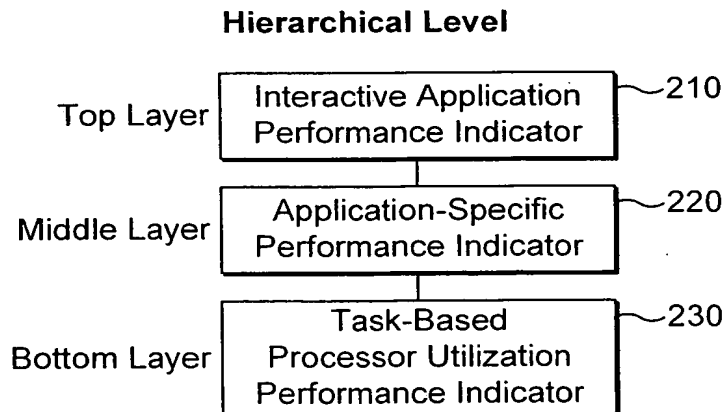 Hierarchical Level
Top Layer
Interactive Application
Performance Indicator
210
Middle Layer
Application-Specific
Performance Indicator
220
Bottom Layer
Task-Based
Processor Utilization
Performance Indicator
230